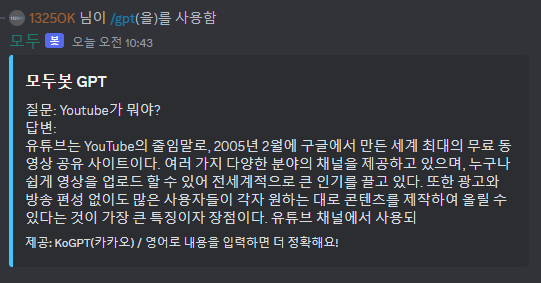 1325OK 님이 /gpt(을)를 사용함
모두 봇 오늘 오전 10:43
모두봇 GPT
질문: Youtube가 뭐야?
답변:
유튜브는 YouTube의 줄임말로, 2005년 2월에 구글에서 만든 세계 최대의 무료 동
영상 공유 사이트이다. 여러 가지 다양한 분야의 채널을 제공하고 있으며, 누구나
쉽게 영상을 업로드 할 수 있어 전세계적으로 큰 인기를 끌고 있다. 또한 광고와
방송 편성 없이도 많은 사용자들이 각자 원하는 대로 콘텐츠를 제작하여 올릴 수
있다는 것이 가장 큰 특징이자 장점이다. 유튜브 채널에서 사용되
제공: KoGPT(카카오) / 영어로 내용을 입력하면 더 정확해요!